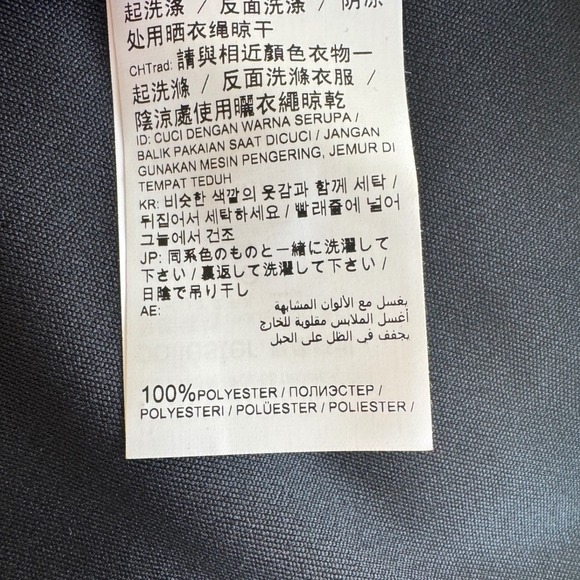 起洗涤 / 反面洗涤 / 阴凉
处用晒衣绳晾干
CHTrad: 請與相近顏色衣物一
起洗滌 / 反面洗滌衣服 /
陰涼處使用曬衣繩晾乾
ID: CUCI DENGAN WARNA SERUPA /
BALIK PAKAIAN SAAT DICUCI / JANGAN
GUNAKAN MESIN PENGERING, JEMUR DI
TEMPAT TEDUH
KR: 비슷한 색깔의 옷감과 함께 세탁 /
뒤집어서 세탁하세요 / 빨래줄에 널어
그늘에서 건조
JP: 同系色のものと一緒に洗濯して
下さい / 裏返して洗濯して下さい /
日陰で吊り干し
AE: يغسل مع الألوان المشابهة
أغسل الملابس مقلوبة للخارج
يجفف في الظل على الحبل
100%POLYESTER / ПОЛИЭСТЕР /
POLYESTERI / POLÜESTER / POLIESTER /